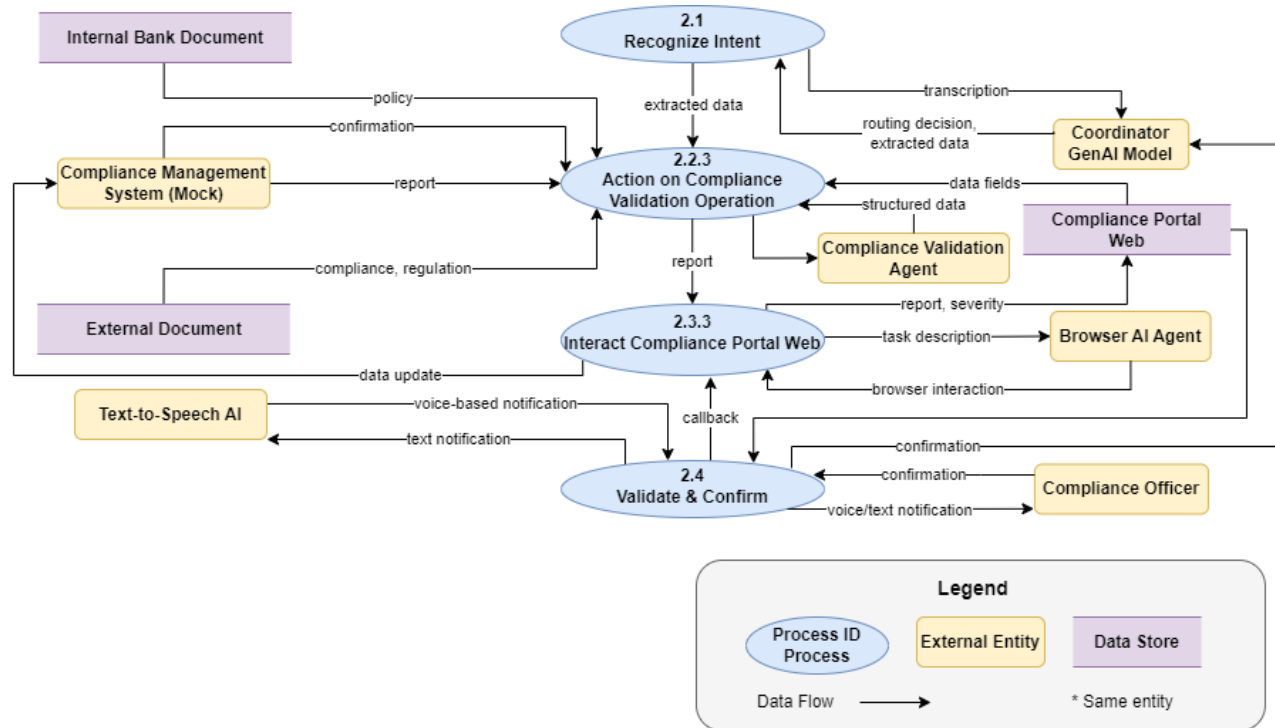 Internal Bank Document
2.1
Recognize Intent
policy
extracted data
transcription
confirmation
routing decision,
extracted data
Coordinator
GenAI Model
Compliance Management
System (Mock)
report
2.2.3
Action on Compliance
Validation Operation
data fields
structured data
Compliance Portal
Web
Compliance Validation
Agent
compliance, regulation
report
External Document
report, severity
2.3.3
Interact Compliance Portal Web
task description
Browser AI Agent
data update
browser interaction
Text-to-Speech AI
voice-based notification
callback
text notification
confirmation
2.4
Validate & Confirm
confirmation
Compliance Officer
voice/text notification
Legend
Process ID
Process
External Entity
Data Store
Data Flow
* Same entity